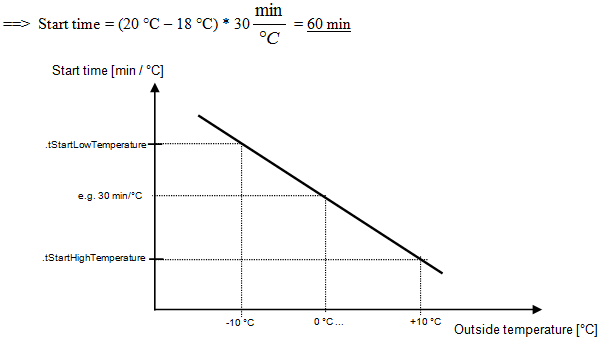 ==> Start time = (20 °C – 18 °C) * 30 min/°C = 60 min
Start time [min / °C]
.tStartLowTemperature
e.g. 30 min/°C
.tStartHighTemperature
-10 °C 0 °C... +10 °C
Outside temperature [°C]